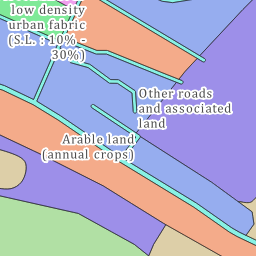 low density
urban fabric
(S.L. : 10% -
30%)
Other roads
and associated
land
Arable land
(annual crops)